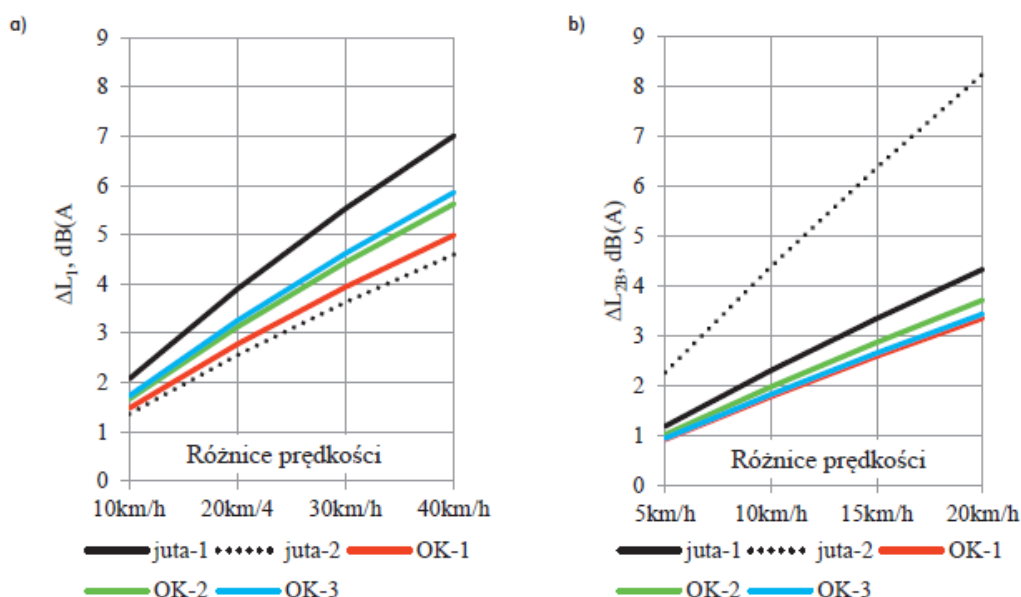 a)
9
8
7
6
5
4
3
2
1
0
ΔL₁, dB(A
Różnice prędkości
10km/h 20km/4 30km/h 40km/h
juta-1 juta-2 OK-1
OK-2 OK-3
b)
9
8
7
6
5
4
3
2
1
0
ΔL₂B, dB(A)
Różnice prędkości
5km/h 10km/h 15km/h 20km/h
juta-1 juta-2 OK-1
OK-2 OK-3